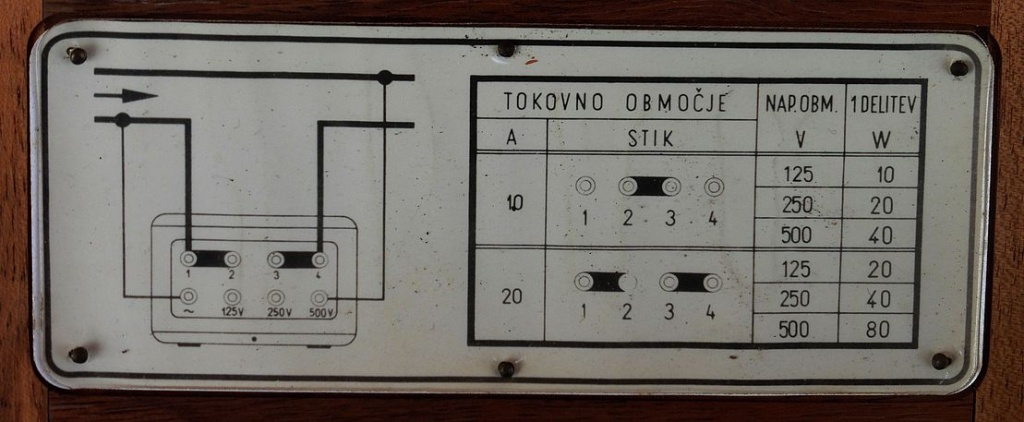 1 2 3 4
~ 125V 250V 500V
TOKOVNO OBMOČJE NAP.OBM. 1 DELITEV
A STIK V W
10 125 10
1 2 3 4 250 20
500 40
20 125 20
1 2 3 4 250 40
500 80